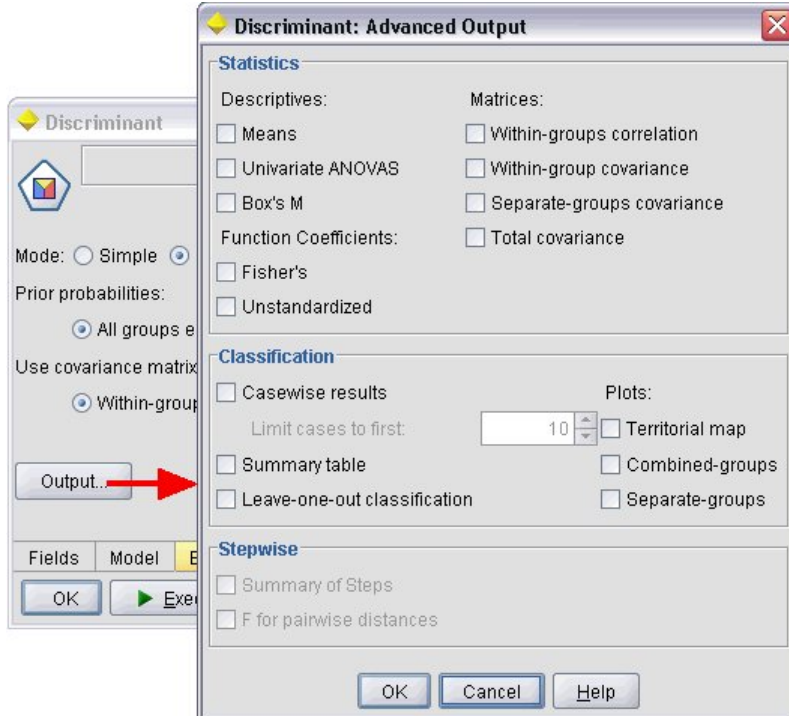 Discriminant: Advanced Output
Statistics
Descriptives:
Means
Univariate ANOVAS
Box's M
Function Coefficients:
Fisher's
Unstandardized
Matrices:
Within-groups correlation
Within-group covariance
Separate-groups covariance
Total covariance
Classification
Casewise results
Limit cases to first: 10
Summary table
Leave-one-out classification
Plots:
Territorial map
Combined-groups
Separate-groups
Stepwise
Summary of Steps
F for pairwise distances
OK Cancel Help
Discriminant
Mode: Simple
Prior probabilities:
All groups e
Use covariance matrix
Within-group
Output...
Fields Model E
OK Exe